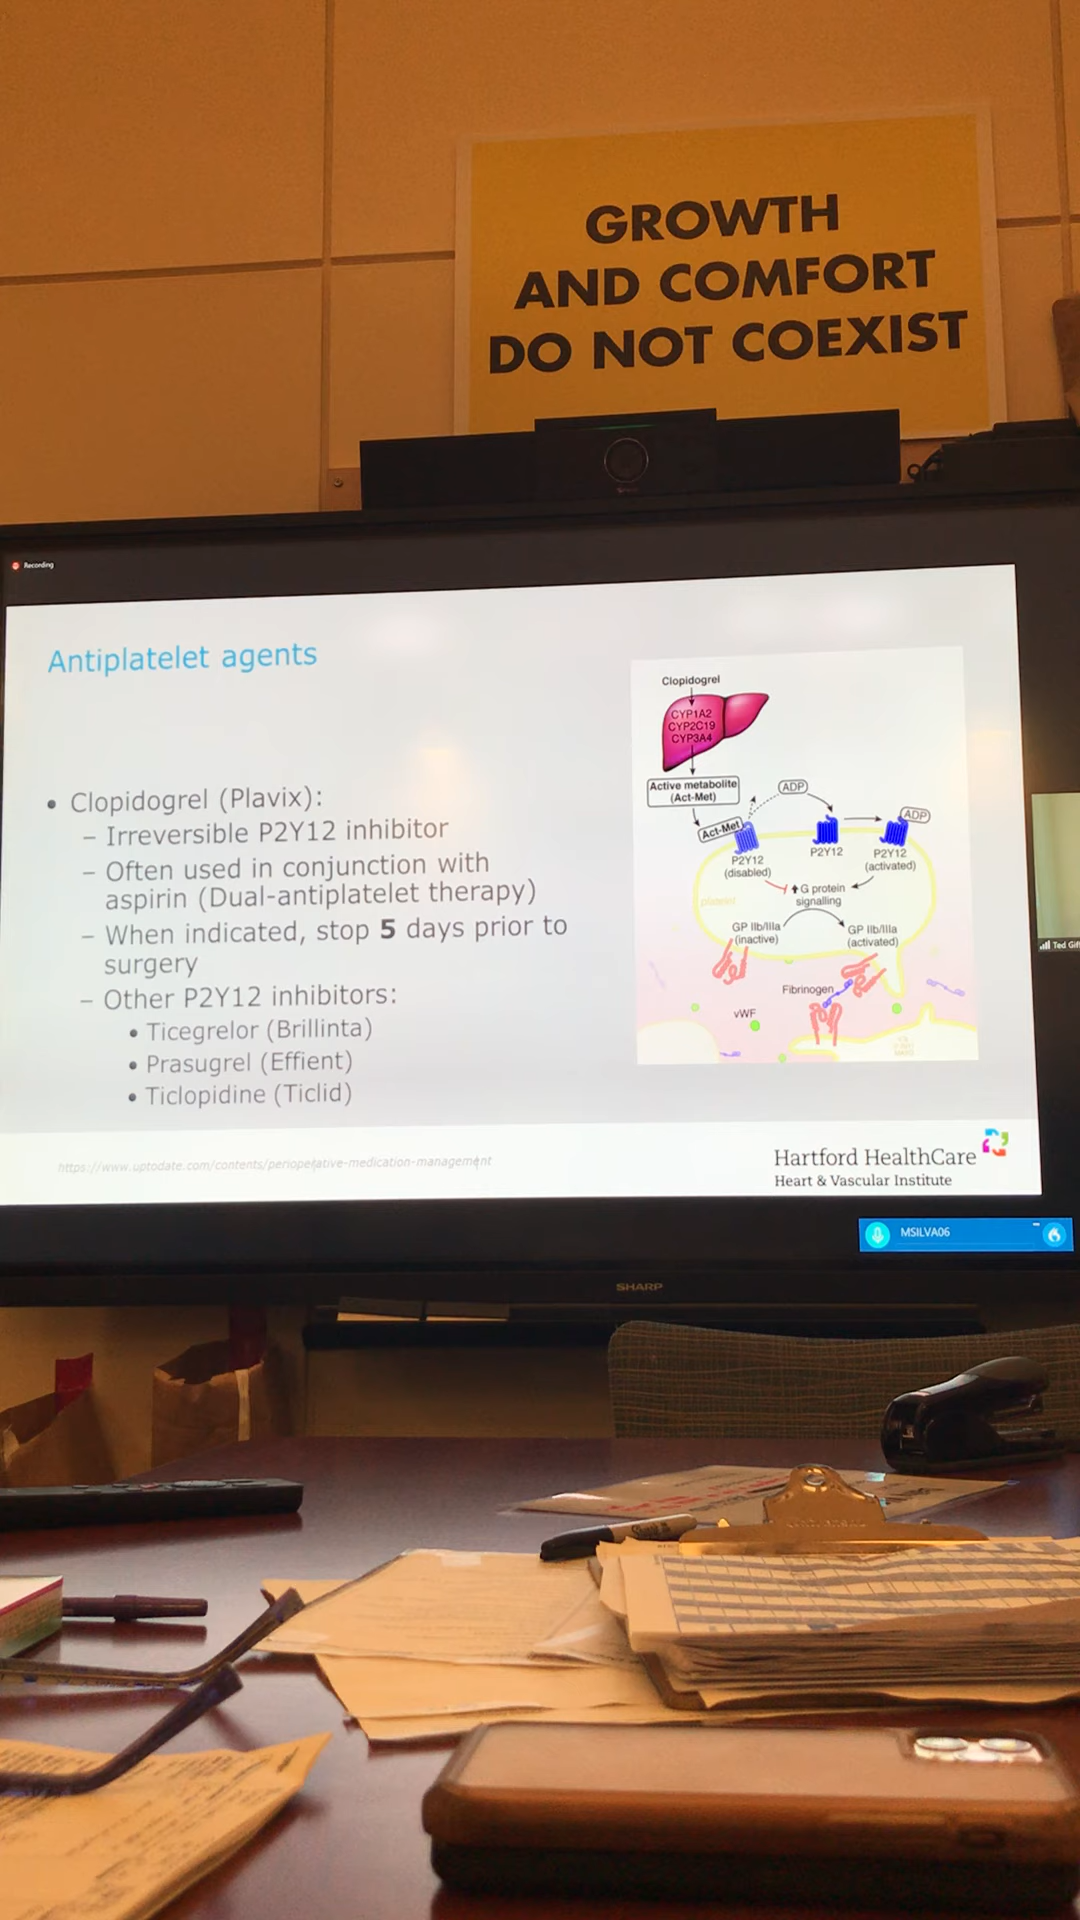 GROWTH
AND COMFORT
DO NOT COEXIST
Recording
Antiplatelet agents
• Clopidogrel (Plavix):
– Irreversible P2Y12 inhibitor
– Often used in conjunction with
aspirin (Dual-antiplatelet therapy)
– When indicated, stop 5 days prior to
surgery
– Other P2Y12 inhibitors:
• Ticegrelor (Brillinta)
• Prasugrel (Effient)
• Ticlopidine (Ticlid)
https://www.uptodate.com/contents/perioperative-medication-management
Clopidogrel
CYP1A2
CYP2C19
CYP3A4
Active metabolite
(Act-Met)
ADP
Act-Met
ADP
P2Y12
(disabled)
P2Y12
P2Y12
(activated)
platelet
G protein
signalling
GP IIb/IIIa
(inactive)
GP IIb/IIIa
(activated)
Fibrinogen
vWF
Hartford HealthCare
Heart & Vascular Institute
Ted
MSILVA06
SHARP